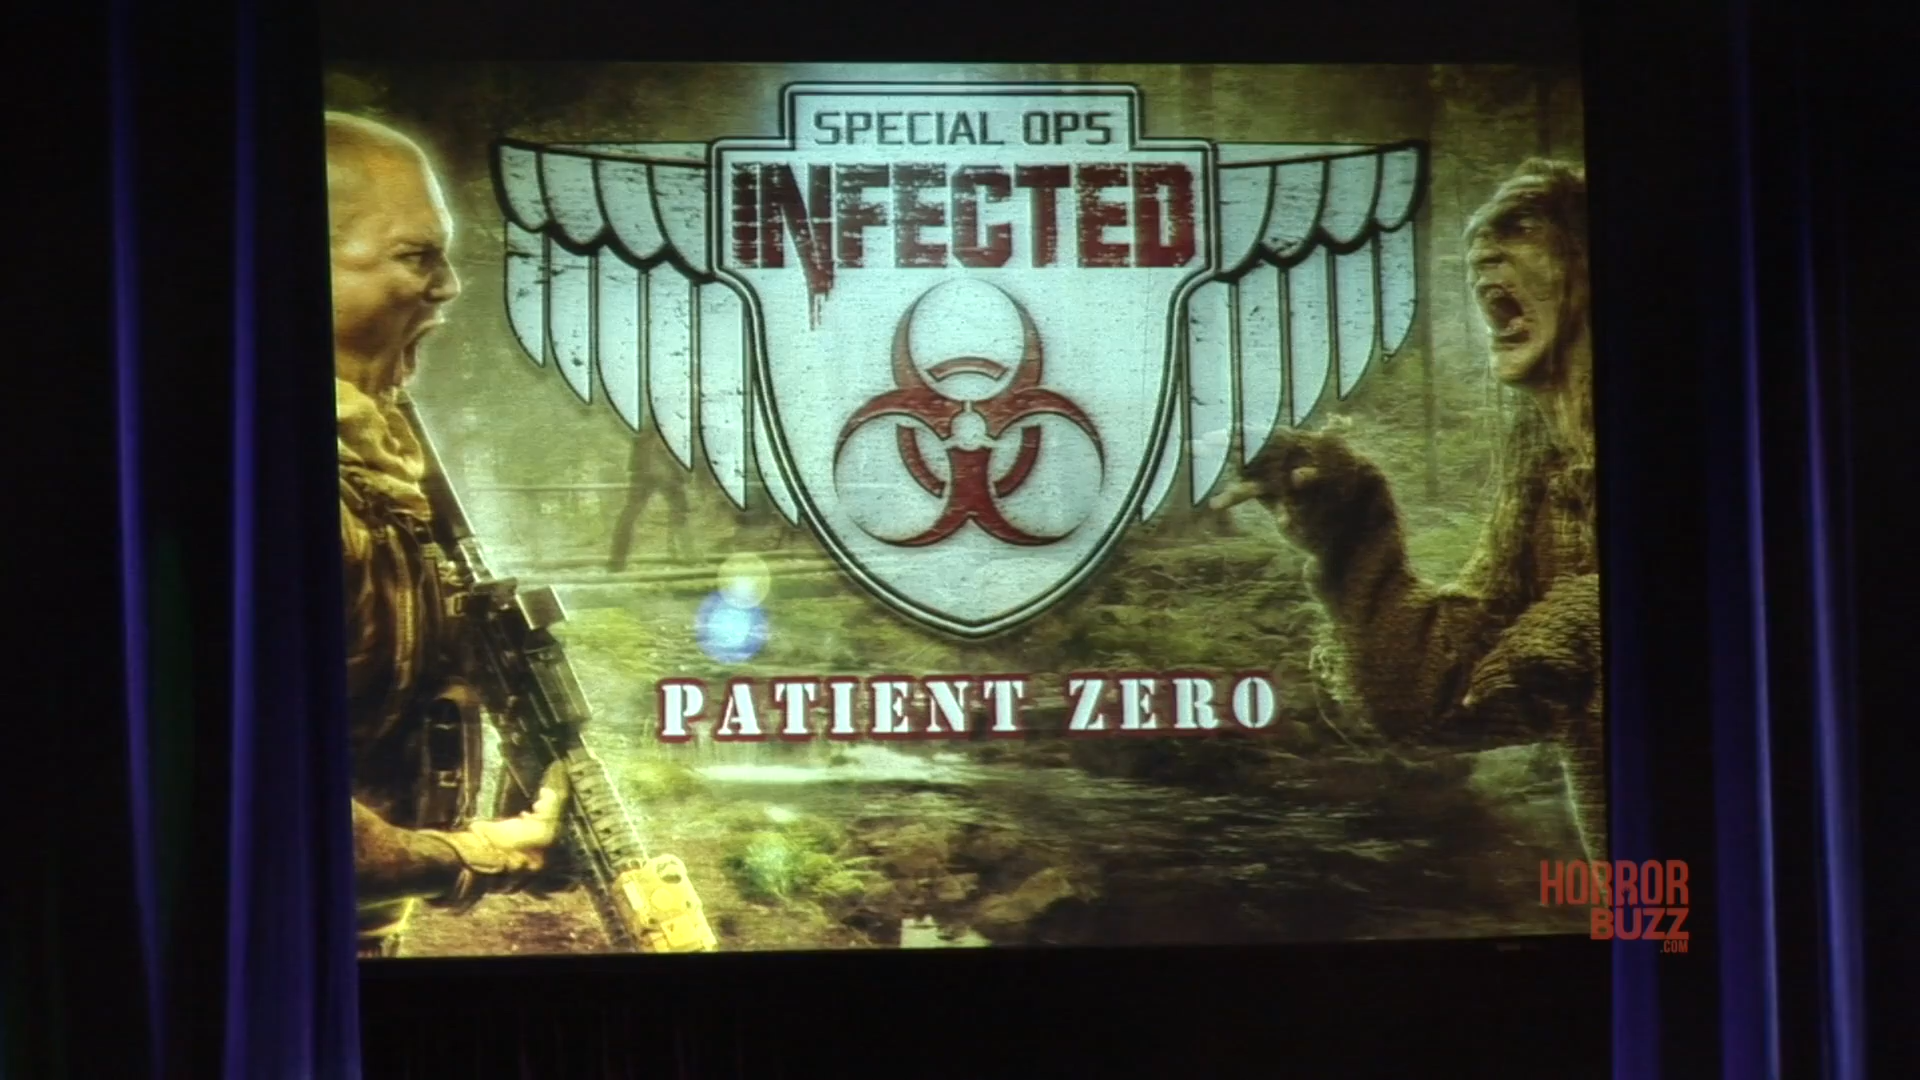 SPECIAL OPS
INFECTED
PATIENT ZERO
HORROR
BUZZ
.COM